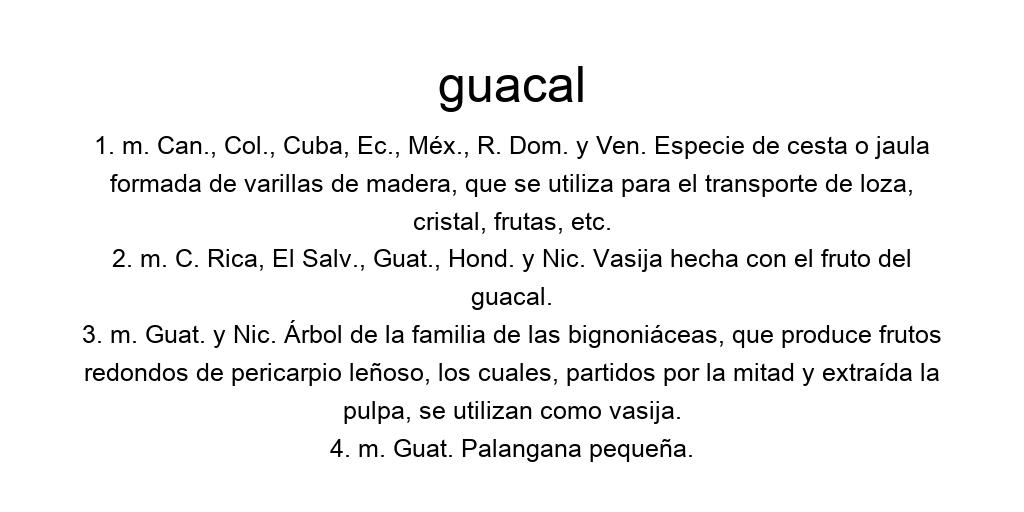 guacal
1. m. Can., Col., Cuba, Ec., Méx., R. Dom. y Ven. Especie de cesta o jaula
formada de varillas de madera, que se utiliza para el transporte de loza,
cristal, frutas, etc.
2. m. C. Rica, El Salv., Guat., Hond. y Nic. Vasija hecha con el fruto del
guacal.
3. m. Guat. y Nic. Árbol de la familia de las bignoniáceas, que produce frutos
redondos de pericarpio leñoso, los cuales, partidos por la mitad y extraída la
pulpa, se utilizan como vasija.
4. m. Guat. Palangana pequeña.